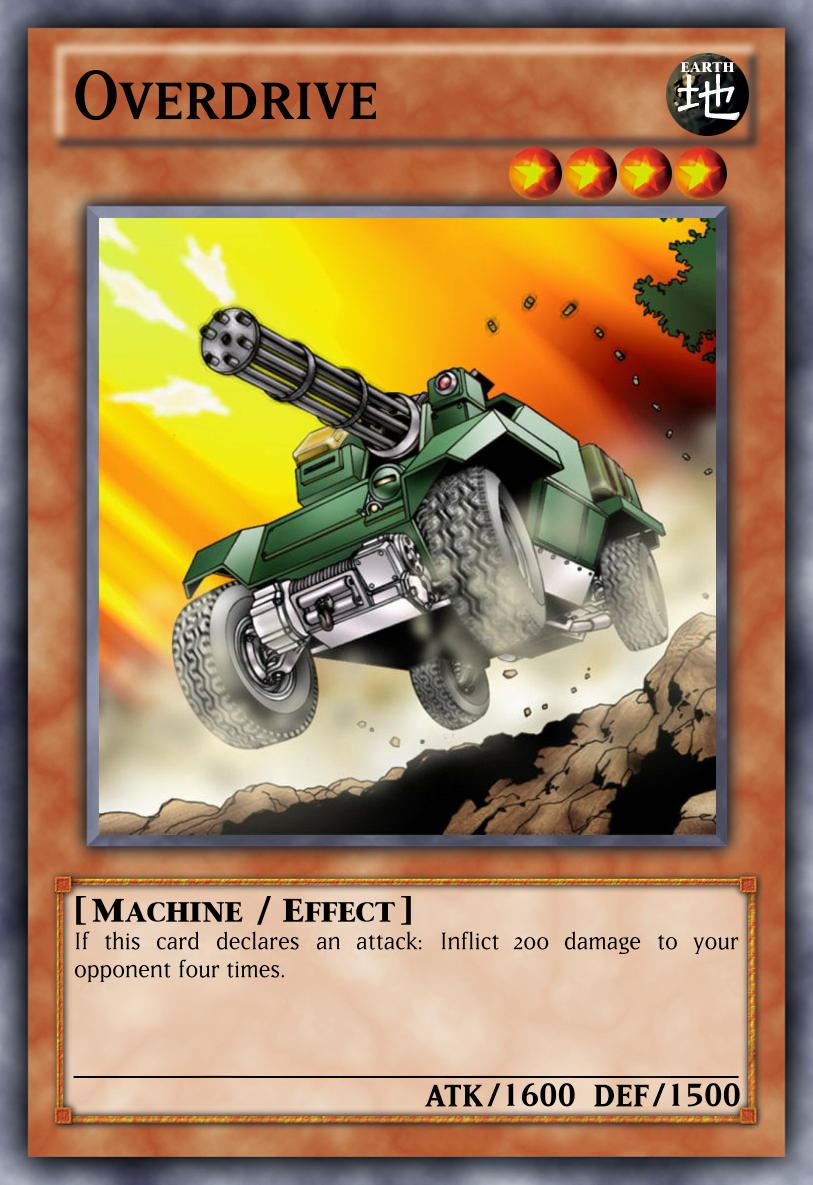 Overdrive
EARTH
地
[ Machine / Effect ]
If this card declares an attack: Inflict 200 damage to your
opponent four times.
ATK/1600 DEF/1500